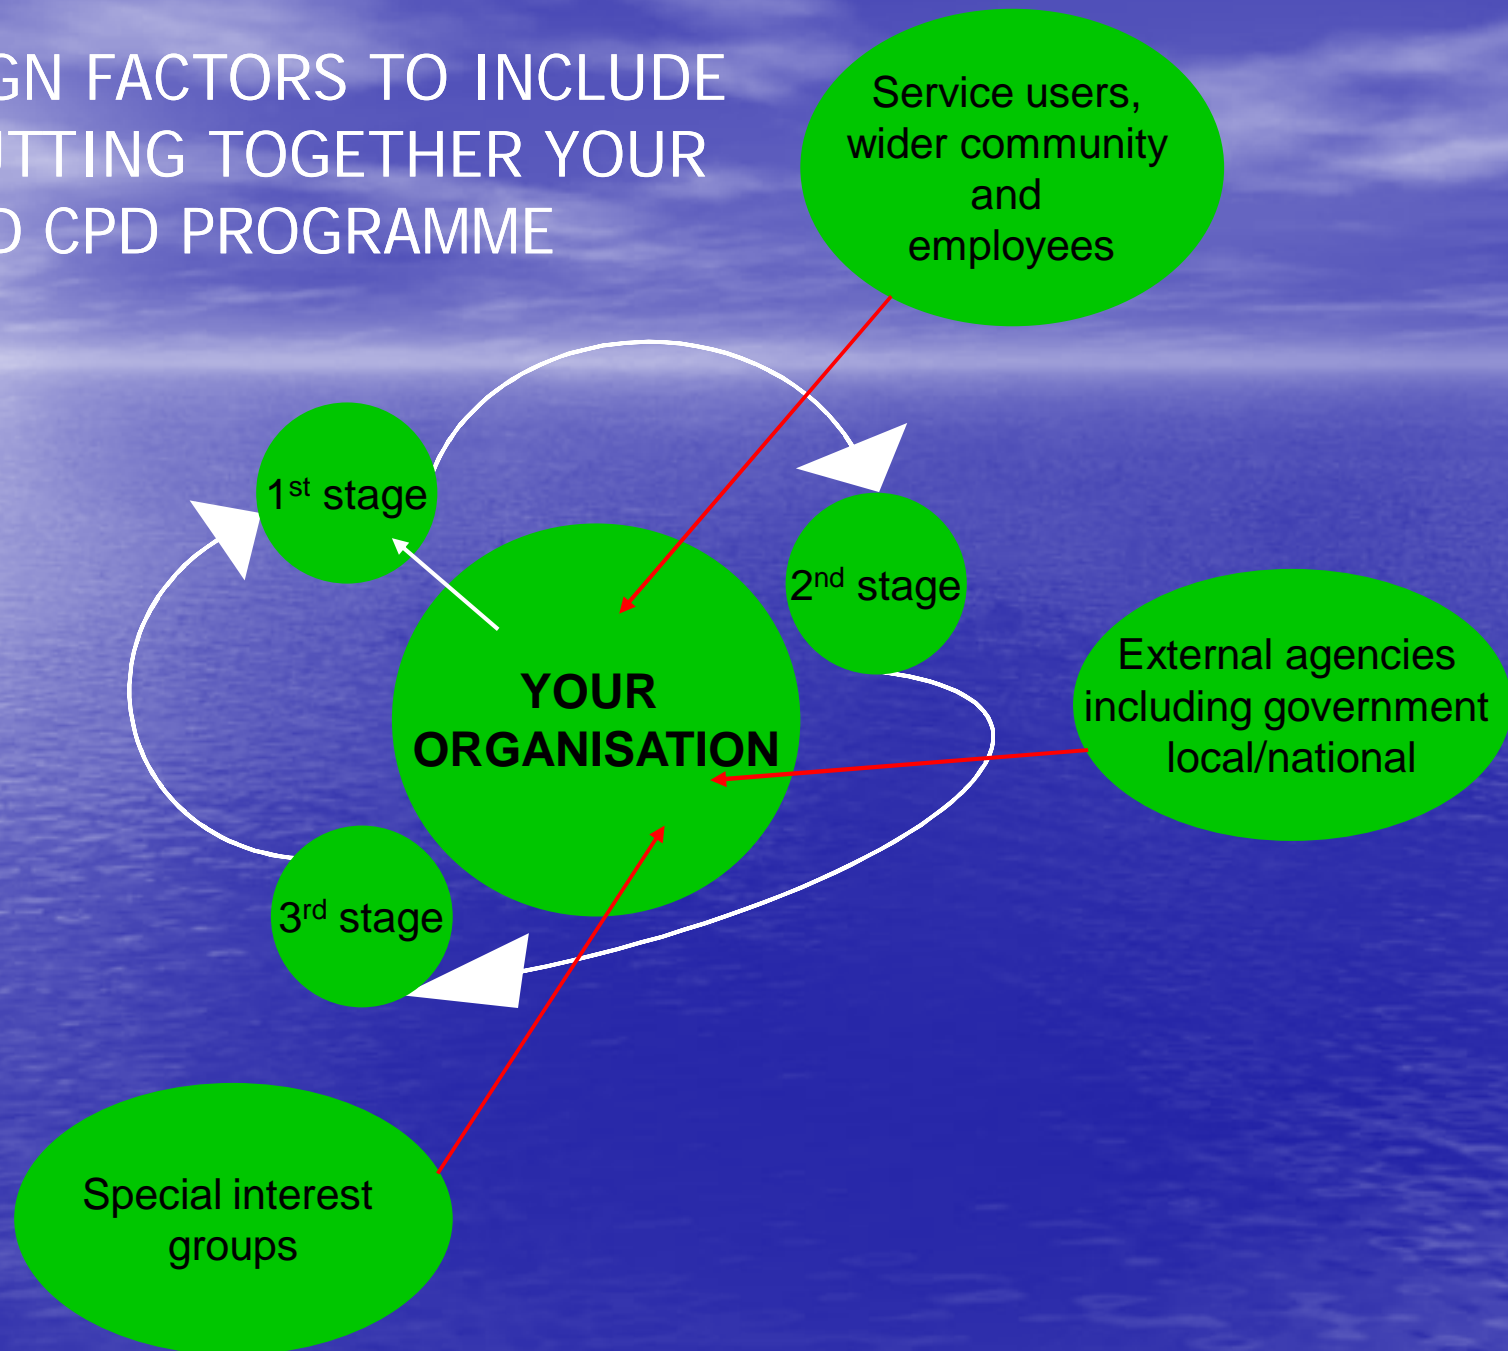 GN FACTORS TO INCLUDE
UTTING TOGETHER YOUR
D CPD PROGRAMME
Service users,
wider community
and
employees
1st stage
2nd stage
YOUR
ORGANISATION
External agencies
including government
local/national
3rd stage
Special interest
groups